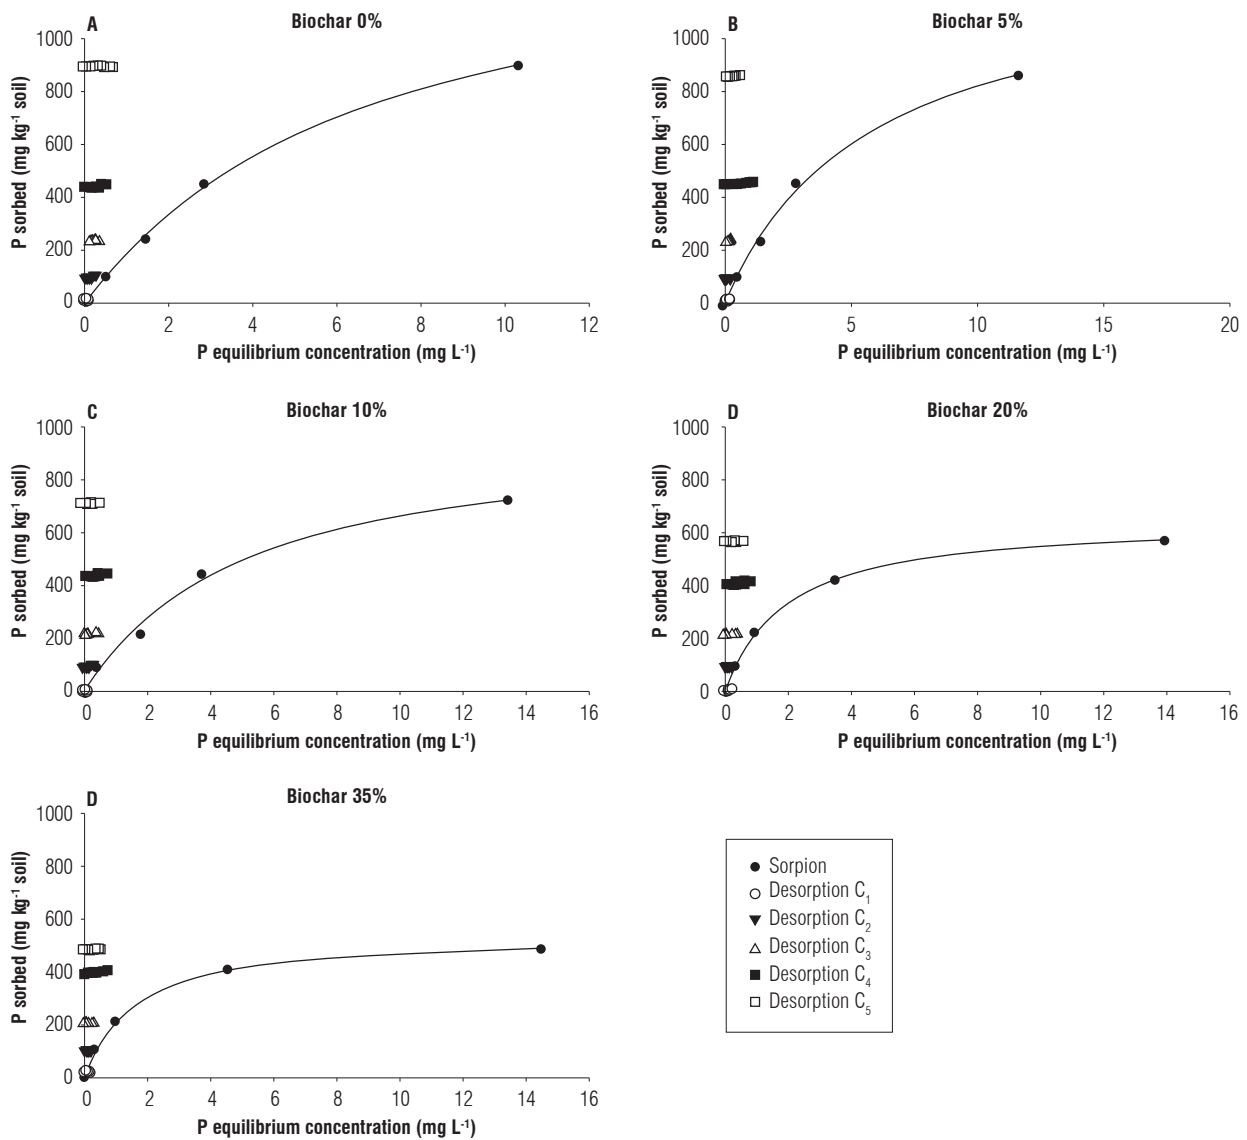 A
Biochar 0%
1000
800
600
400
200
0
P sorbed (mg kg⁻¹ soil)
0 2 4 6 8 10 12
P equilibrium concentration (mg L⁻¹)
B
Biochar 5%
1000
800
600
400
200
0
P sorbed (mg kg⁻¹ soil)
0 5 10 15 20
P equilibrium concentration (mg L⁻¹)
C
Biochar 10%
1000
800
600
400
200
0
P sorbed (mg kg⁻¹ soil)
0 2 4 6 8 10 12 14 16
P equilibrium concentration (mg L⁻¹)
D
Biochar 20%
1000
800
600
400
200
0
P sorbed (mg kg⁻¹ soil)
0 2 4 6 8 10 12 14 16
P equilibrium concentration (mg L⁻¹)
D
Biochar 35%
1000
800
600
400
200
0
P sorbed (mg kg⁻¹ soil)
0 2 4 6 8 10 12 14 16
P equilibrium concentration (mg L⁻¹)
Sorpion
Desorption C₁
Desorption C₂
Desorption C₃
Desorption C₄
Desorption C₅